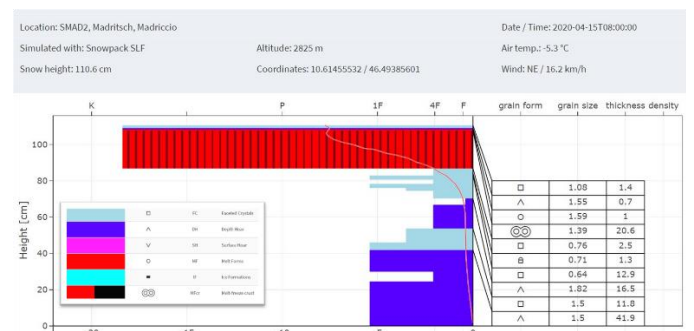 Location: SMAD2, Madritsch, Madriccio
Date / Time: 2020-04-15T08:00:00
Simulated with: Snowpack SLF
Altitude: 2825 m
Air temp.: -5.3 °C
Snow height: 110.6 cm
Coordinates: 10.61455532 / 46.49385601
Wind: NE / 16.2 km/h
K P 1F 4F F
grain form grain size thickness density
100
80
60
40
20
0
Height [cm]
FC Faceted Crystals
DH Depth Hoar
SH Surface Hoar
MF Melt Forms
IF Ice Formations
MFcr
1.08 1.4
1.55 0.7
1.59 1
1.39 20.6
0.76 2.5
0.71 1.3
0.64 12.9
1.82 16.5
1.5 11.8
1.5 41.9